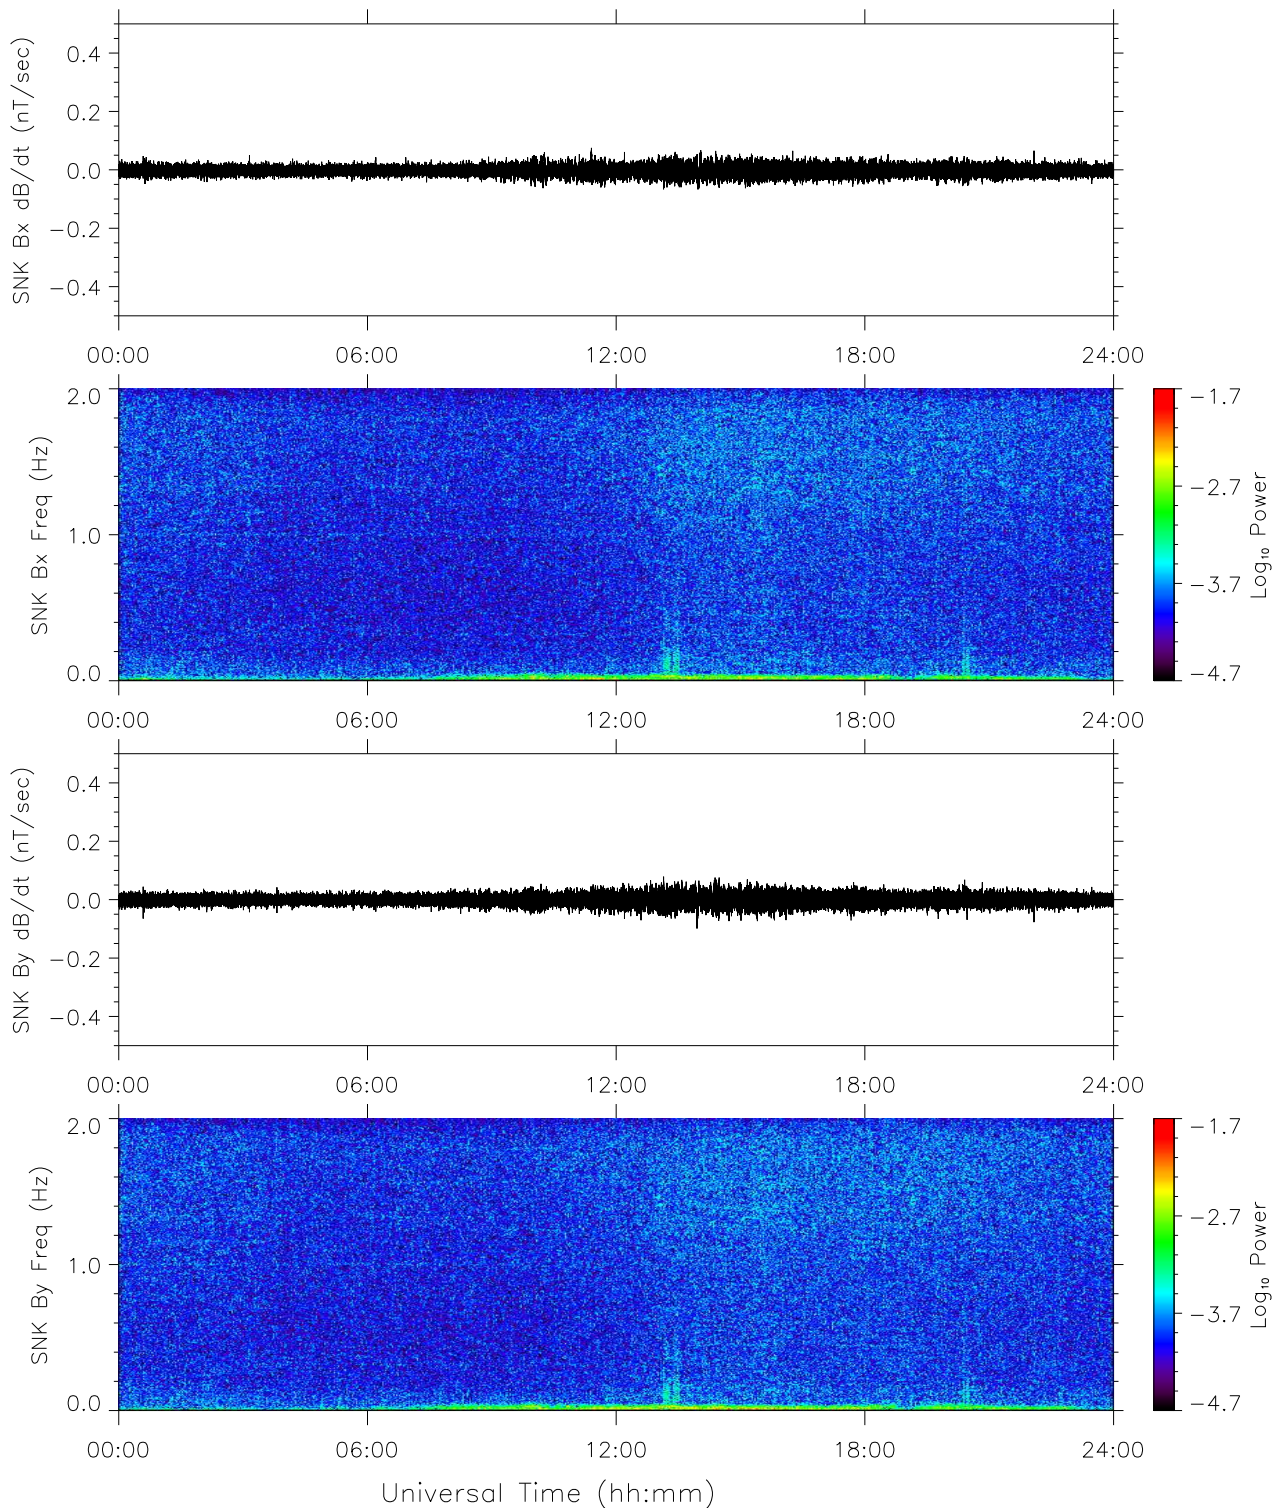 SNK Bx dB/dt (nT/sec)
0.4
0.2
0.0
−0.2
−0.4
00:00 06:00 12:00 18:00 24:00
SNK Bx Freq (Hz)
2.0
1.0
0.0
00:00 06:00 12:00 18:00 24:00
−1.7
−2.7
−3.7
−4.7
Log₁₀ Power
SNK By dB/dt (nT/sec)
0.4
0.2
0.0
−0.2
−0.4
00:00 06:00 12:00 18:00 24:00
SNK By Freq (Hz)
2.0
1.0
0.0
00:00 06:00 12:00 18:00 24:00
−1.7
−2.7
−3.7
−4.7
Log₁₀ Power
Universal Time (hh:mm)